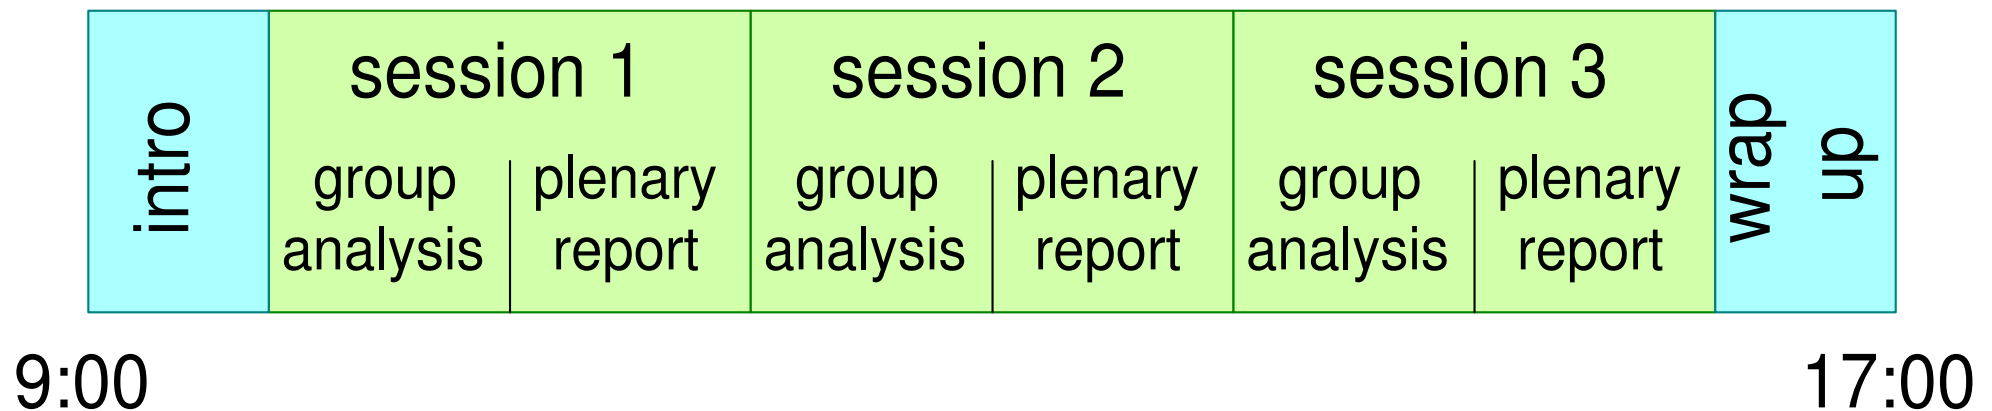 intro
session 1
group
analysis
plenary
report
session 2
group
analysis
plenary
report
session 3
group
analysis
plenary
report
wrap
up
9:00
17:00